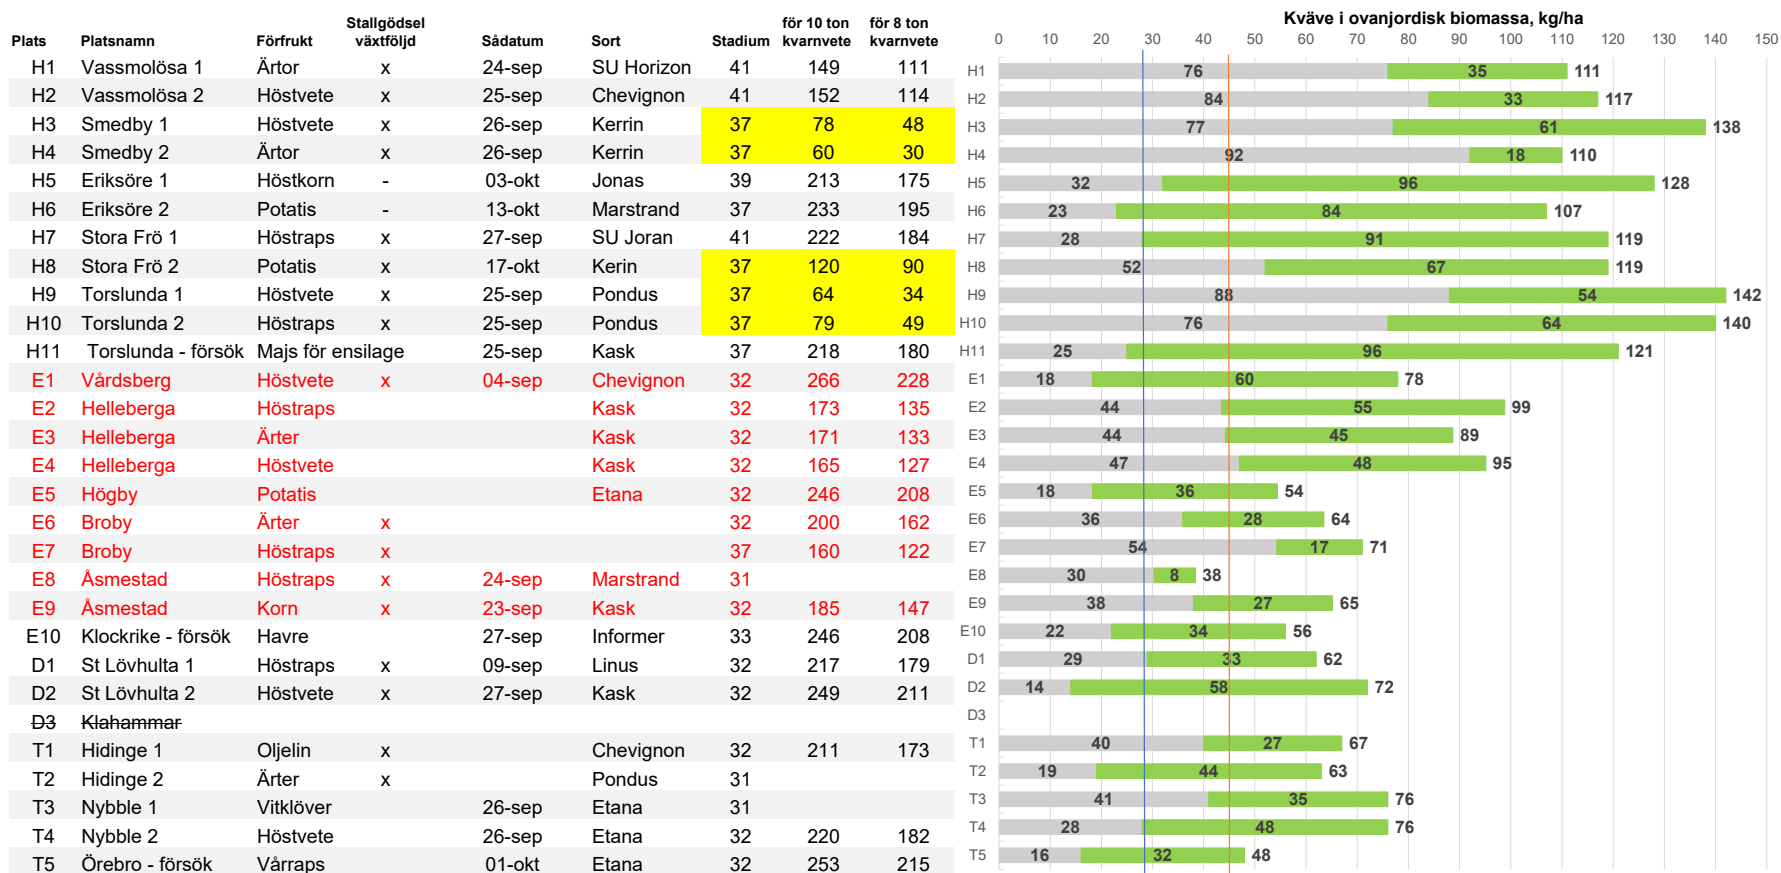 Plats Platsnamn Förfrukt Stallgödsel växtföljd Sådatum Sort Stadium för 10 ton kvarnvete för 8 ton kvarnvete
H1 Vassmolösa 1 Ärtor x 24-sep SU Horizon 41 149 111
H2 Vassmolösa 2 Höstvete x 25-sep Chevignon 41 152 114
H3 Smedby 1 Höstvete x 26-sep Kerrin 37 78 48
H4 Smedby 2 Ärtor x 26-sep Kerrin 37 60 30
H5 Eriksöre 1 Höstkorn - 03-okt Jonas 39 213 175
H6 Eriksöre 2 Potatis - 13-okt Marstrand 37 233 195
H7 Stora Frö 1 Höstraps x 27-sep SU Joran 41 222 184
H8 Stora Frö 2 Potatis x 17-okt Kerin 37 120 90
H9 Torslunda 1 Höstvete x 25-sep Pondus 37 64 34
H10 Torslunda 2 Höstraps x 25-sep Pondus 37 79 49
H11 Torslunda - försök Majs för ensilage 25-sep Kask 37 218 180
E1 Vårdsberg Höstvete x 04-sep Chevignon 32 266 228
E2 Helleberga Höstraps Kask 32 173 135
E3 Helleberga Ärter Kask 32 171 133
E4 Helleberga Höstvete Kask 32 165 127
E5 Högby Potatis Etana 32 246 208
E6 Broby Ärter x 32 200 162
E7 Broby Höstraps x 37 160 122
E8 Åsmestad Höstraps x 24-sep Marstrand 31
E9 Åsmestad Korn x 23-sep Kask 32 185 147
E10 Klockrike - försök Havre 27-sep Informer 33 246 208
D1 St Lövhulta 1 Höstraps x 09-sep Linus 32 217 179
D2 St Lövhulta 2 Höstvete x 27-sep Kask 32 249 211
D3 Klahammar
T1 Hidinge 1 Oljelin x Chevignon 32 211 173
T2 Hidinge 2 Ärter x Pondus 31
T3 Nybble 1 Vitklöver 26-sep Etana 31
T4 Nybble 2 Höstvete 26-sep Etana 32 220 182
T5 Örebro - försök Vårraps 01-okt Etana 32 253 215
Kväve i ovanjordisk biomassa, kg/ha
0 10 20 30 40 50 60 70 80 90 100 110 120 130 140 150
H1 76 35 111
H2 84 33 117
H3 77 61 138
H4 92 18 110
H5 32 96 128
H6 23 84 107
H7 28 91 119
H8 52 67 119
H9 88 54 142
H10 76 64 140
H11 25 96 121
E1 18 60 78
E2 44 55 99
E3 44 45 89
E4 47 48 95
E5 18 36 54
E6 36 28 64
E7 54 17 71
E8 30 8 38
E9 38 27 65
E10 22 34 56
D1 29 33 62
D2 14 58 72
D3
T1 40 27 67
T2 19 44 63
T3 41 35 76
T4 28 48 76
T5 16 32 48